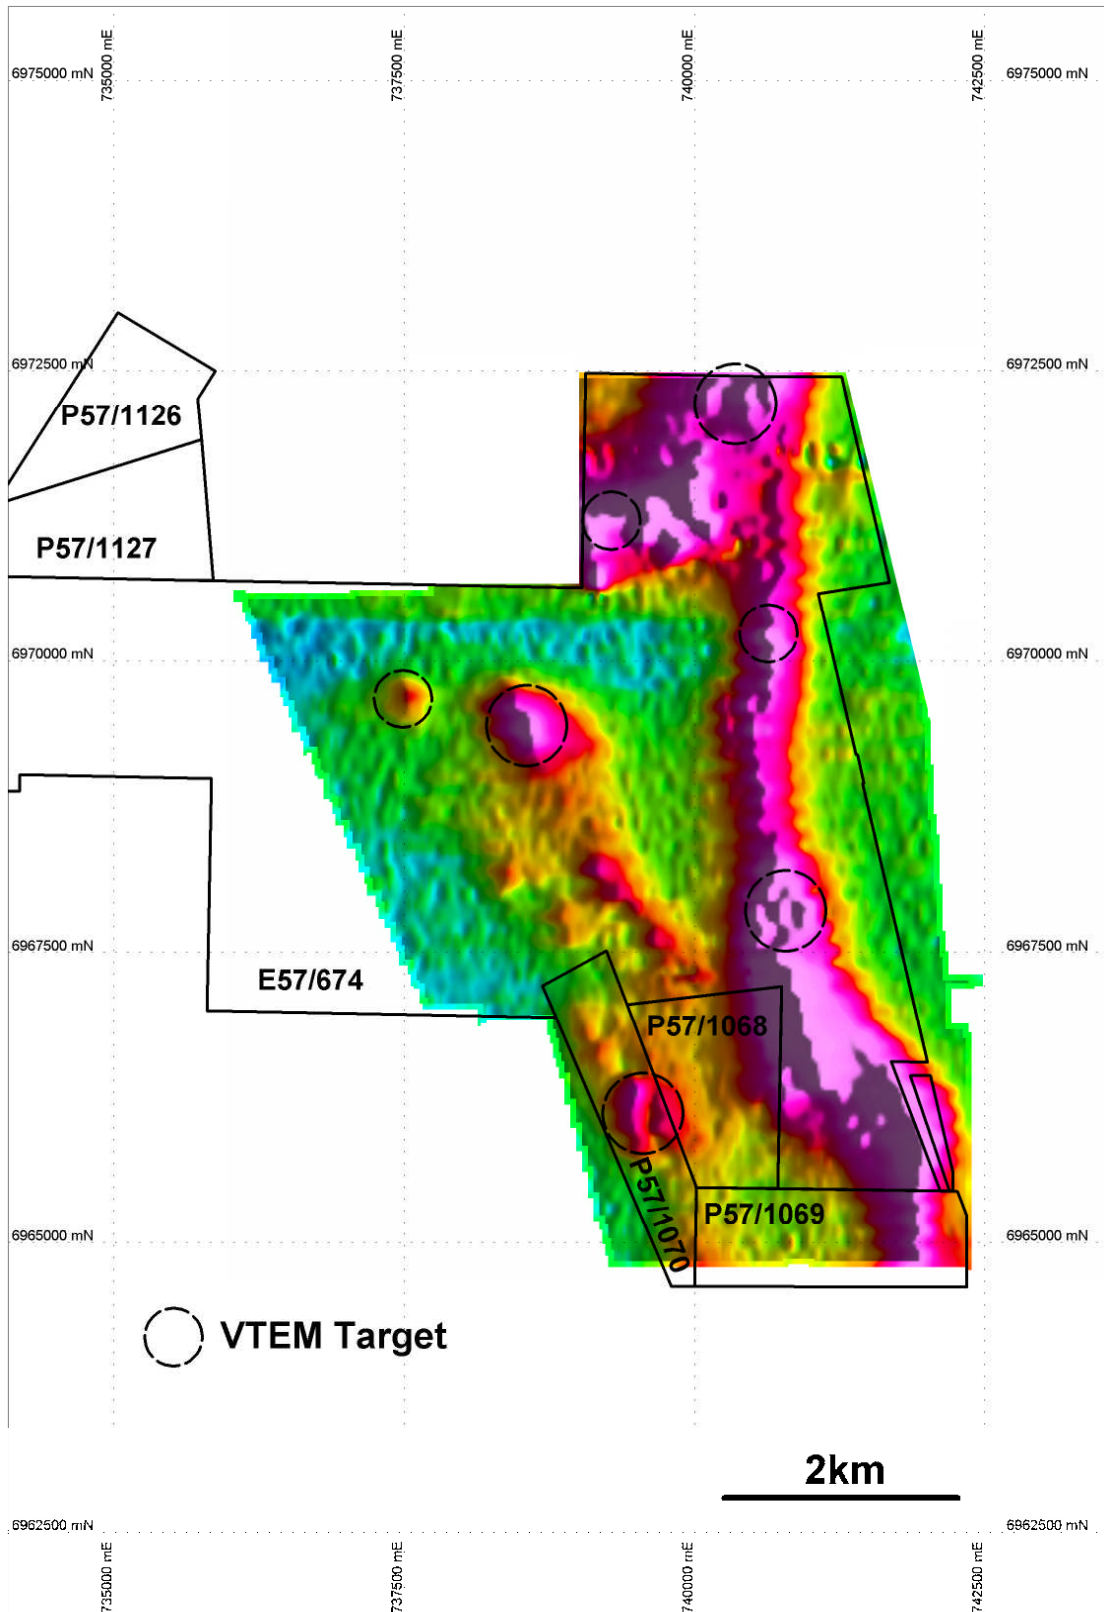 735000 mE
737500 mE
740000 mE
742500 mE
6975000 mN
6975000 mN
6972500 mN
6972500 mN
P57/1126
P57/1127
6970000 mN
6970000 mN
6967500 mN
6967500 mN
E57/674
P57/1068
P57/1070
P57/1069
6965000 mN
6965000 mN
VTEM Target
2km
6962500 mN
6962500 mN
735000 mE
737500 mE
740000 mE
742500 mE